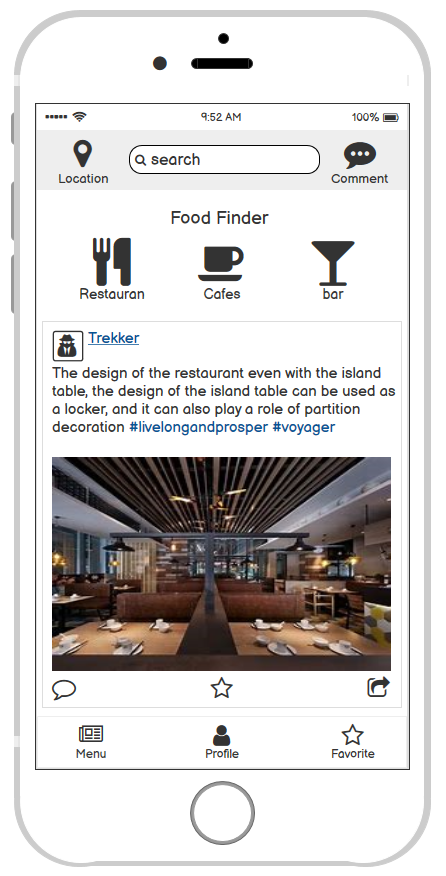 9:52 AM 100%
search
Location Comment
Food Finder
Restauran Cafes bar
Trekker
The design of the restaurant even with the island
table, the design of the island table can be used as
a locker, and it can also play a role of partition
decoration #livelongandprosper #voyager
Menu Profile Favorite